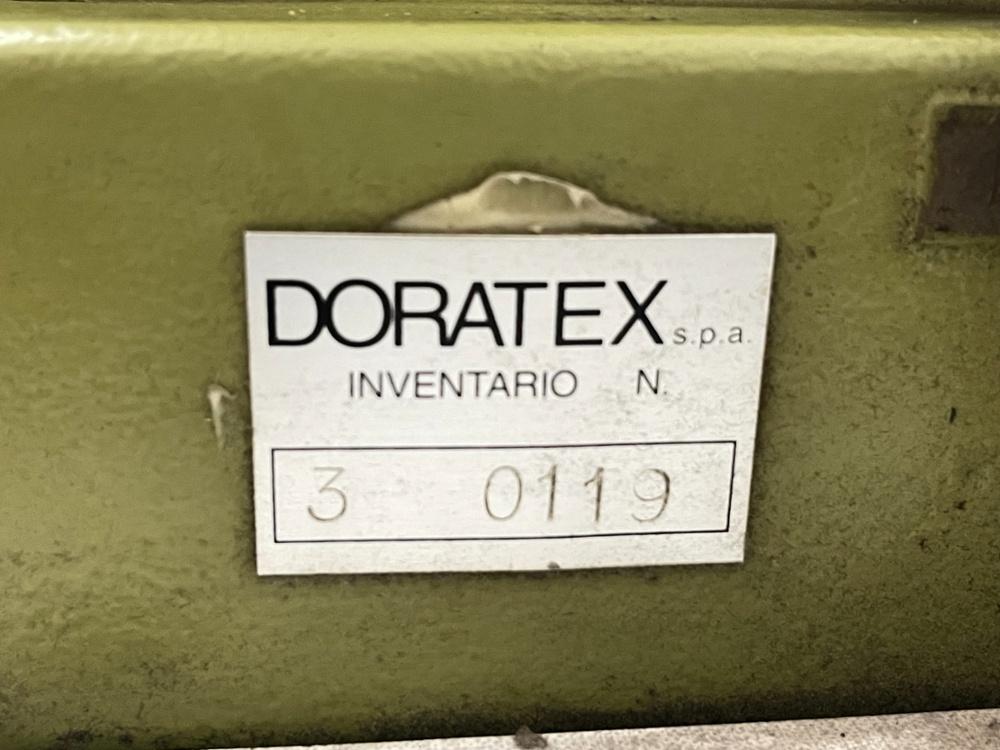 DORATEX s.p.a.
INVENTARIO N.
3 0119